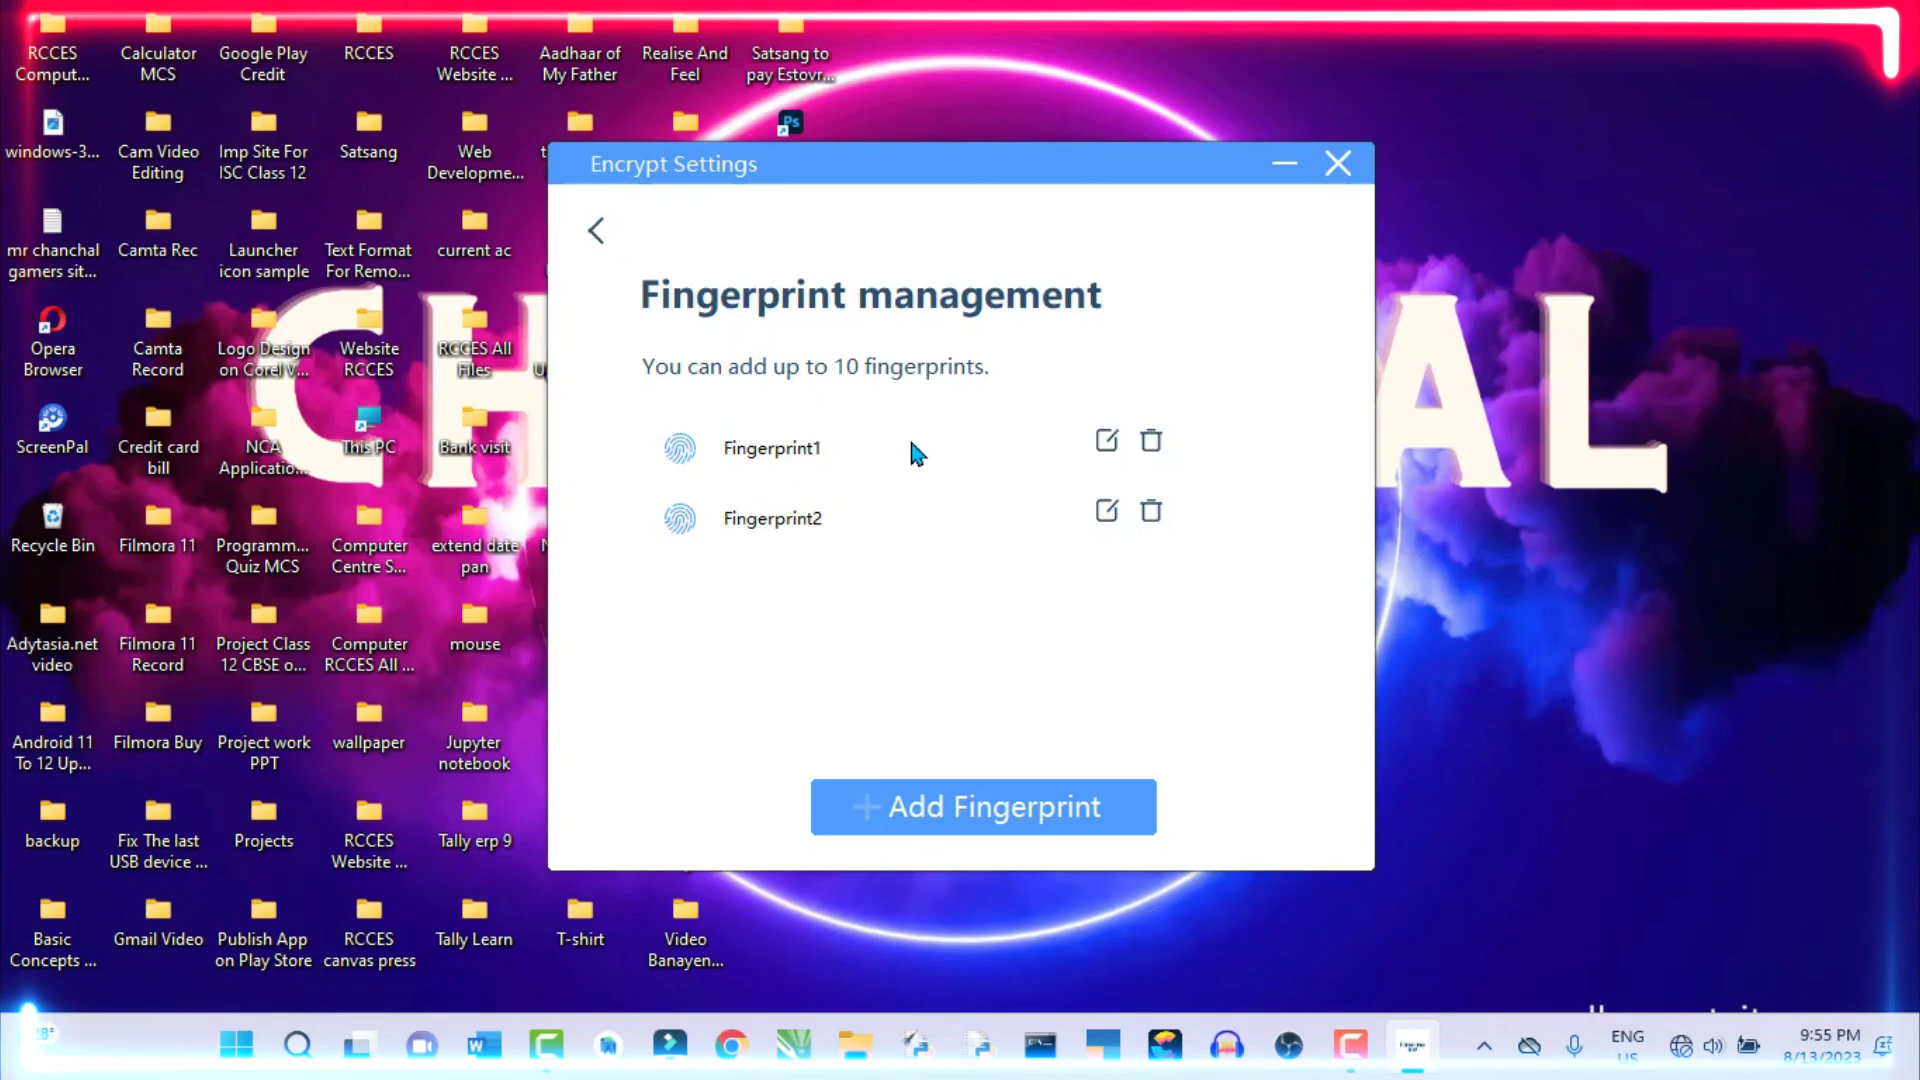 RCCES
Comput...
Calculator
MCS
Google Play
Credit
RCCES
RCCES
Website ...
Aadhaar of
My Father
Realise And
Feel
Satsang to
pay Estovr...
windows-3...
Cam Video
Editing
Imp Site For
ISC Class 12
Satsang
Web
Developme...
Ps
mr chanchal
gamers sit...
Camta Rec
Launcher
icon sample
Text Format
For Remo...
current ac
Opera
Browser
Camta
Record
Logo Design
on Corel V...
Website
RCCES
RCCES All
Files
ScreenPal
Credit card
bill
NCA
Applicatio...
This PC
Bank visit
Recycle Bin
Filmora 11
Programm...
Quiz MCS
Computer
Centre S...
extend date
pan
Adytasia.net
video
Filmora 11
Record
Project Class
12 CBSE o...
Computer
RCCES All ...
mouse
Android 11
To 12 Up...
Filmora Buy
Project work
PPT
wallpaper
Jupyter
notebook
backup
Fix The last
USB device ...
Projects
RCCES
Website ...
Tally erp 9
Basic
Concepts ...
Gmail Video
Publish App
on Play Store
RCCES
canvas press
Tally Learn
T-shirt
Video
Banayen...
CH AL
Encrypt Settings
Fingerprint management
You can add up to 10 fingerprints.
Fingerprint1
Fingerprint2
Add Fingerprint
28°
ENG
US
9:55 PM
8/13/2023